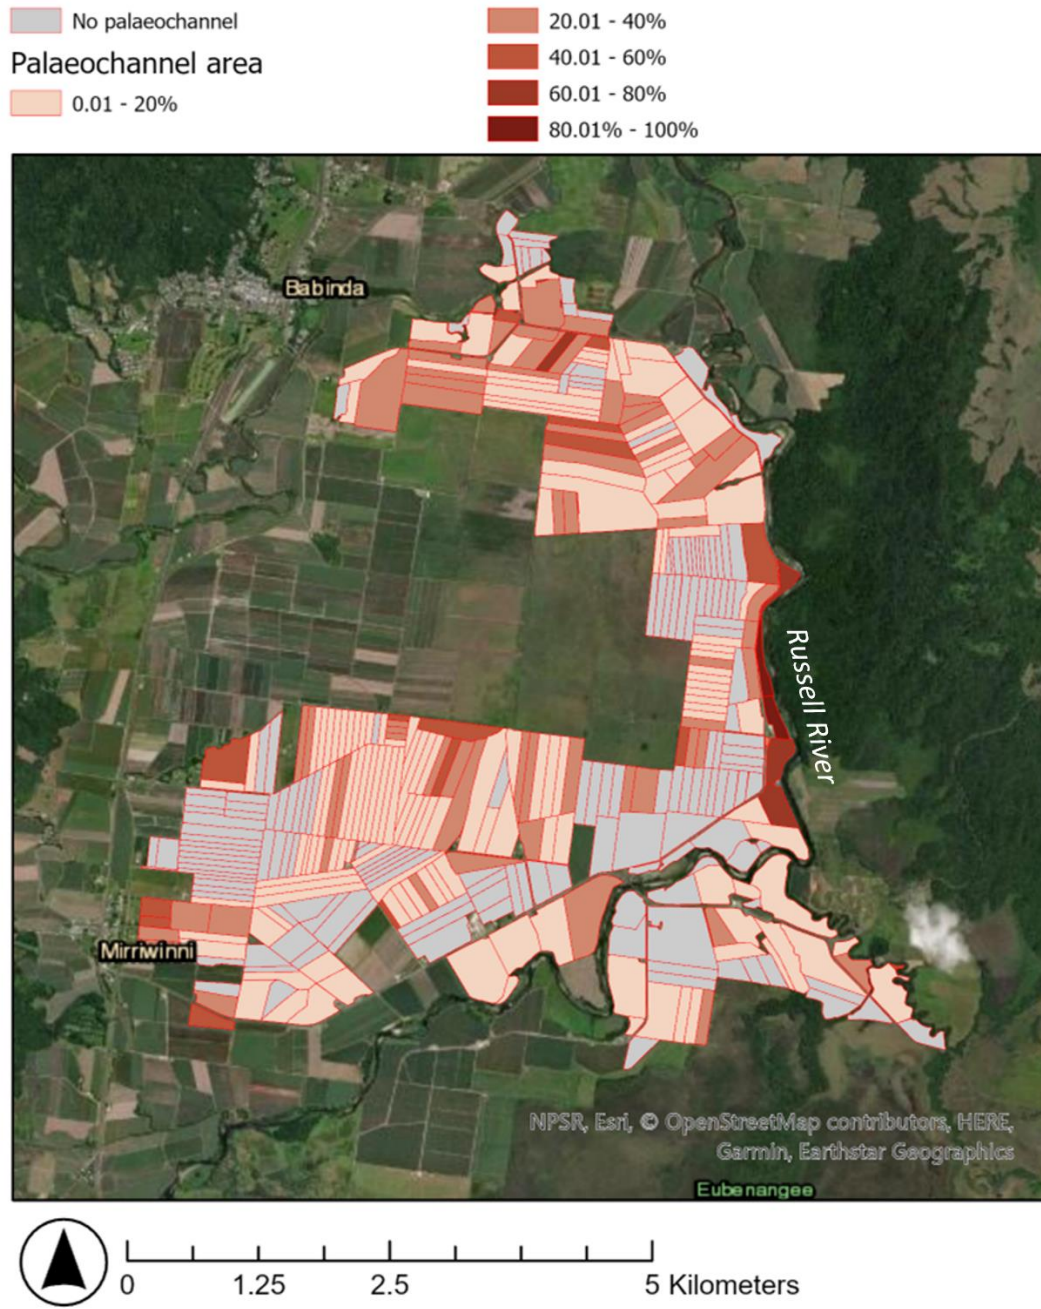 No palaeochannel
Palaeochannel area
0.01 - 20%
20.01 - 40%
40.01 - 60%
60.01 - 80%
80.01% - 100%
Babinda
Russell River
Mirriwinni
NPSR, Esri, © OpenStreetMap contributors, HERE,
Garmin, Earthstar Geographics
Eubenangee
0 1.25 2.5 5 Kilometers